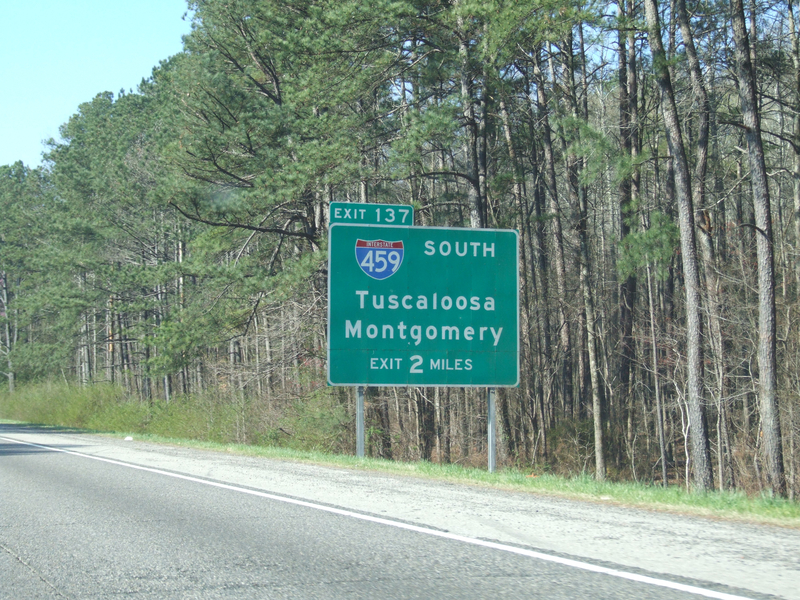 EXIT 137
INTERSTATE
459 SOUTH
Tuscaloosa
Montgomery
EXIT 2 MILES